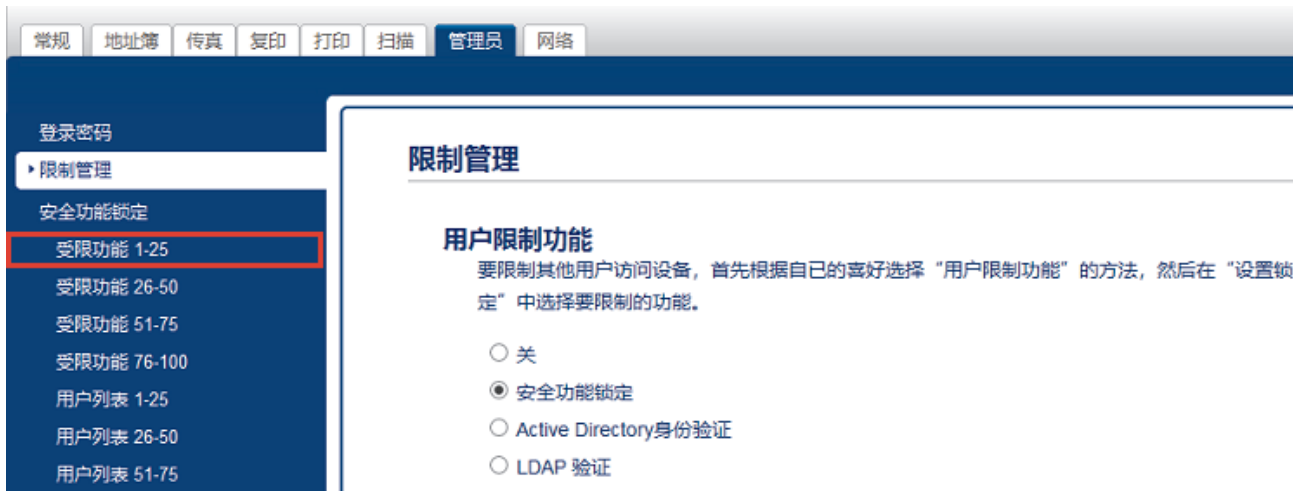 常规 地址簿 传真 复印 打印 扫描 管理员 网络
登录密码
限制管理
安全功能锁定
受限功能 1-25
受限功能 26-50
受限功能 51-75
受限功能 76-100
用户列表 1-25
用户列表 26-50
用户列表 51-75
限制管理
用户限制功能
要限制其他用户访问设备，首先根据自已的喜好选择“用户限制功能”的方法，然后在“设置锁
定”中选择要限制的功能。
关
安全功能锁定
Active Directory身份验证
LDAP 验证